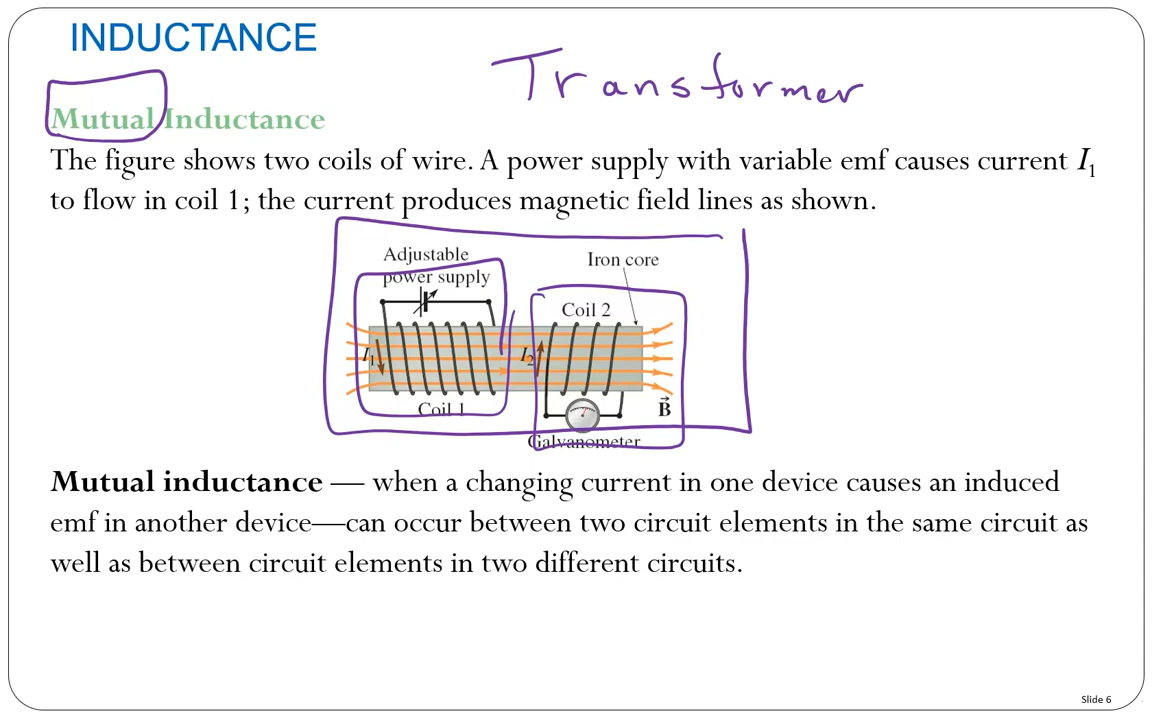 INDUCTANCE
Transformer
Mutual Inductance
The figure shows two coils of wire. A power supply with variable emf causes current I₁
to flow in coil 1; the current produces magnetic field lines as shown.
Adjustable
power supply
Iron core
Coil 2
I₁
I₂
Coil 1
B⃗
Galvanometer
Mutual inductance — when a changing current in one device causes an induced
emf in another device—can occur between two circuit elements in the same circuit as
well as between circuit elements in two different circuits.
Slide 6